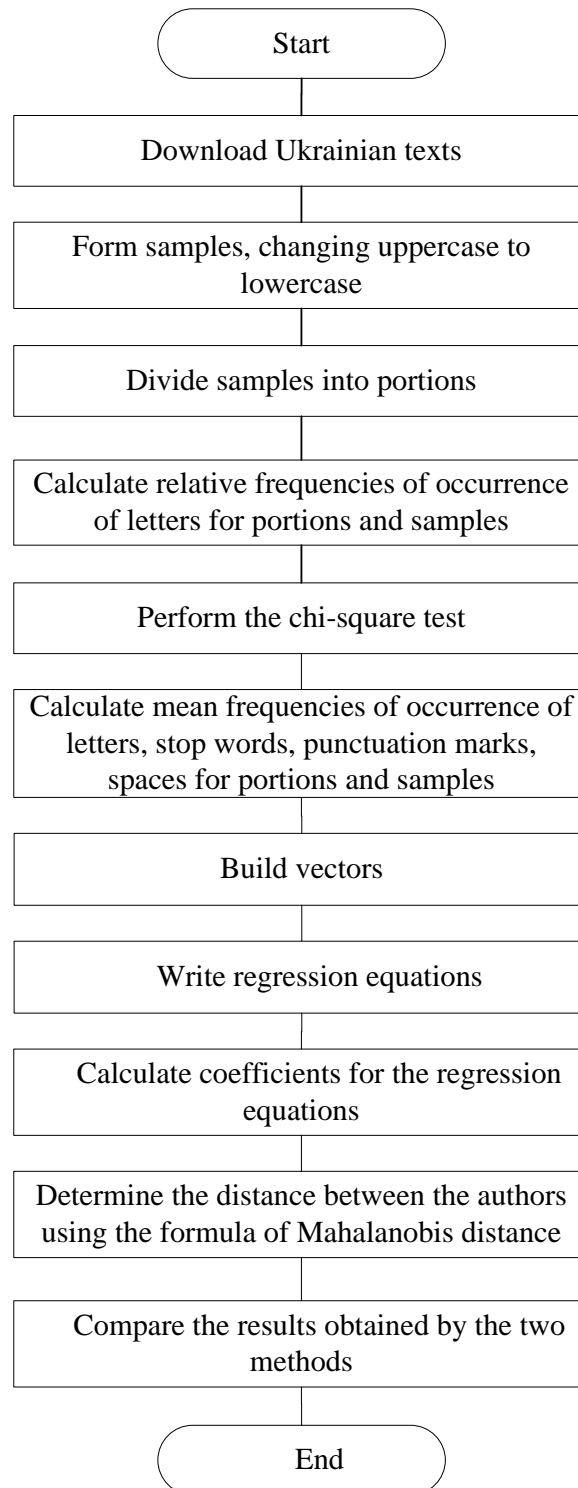 Start
Download Ukrainian texts
Form samples, changing uppercase to
lowercase
Divide samples into portions
Calculate relative frequencies of occurrence
of letters for portions and samples
Perform the chi-square test
Calculate mean frequencies of occurrence of
letters, stop words, punctuation marks,
spaces for portions and samples
Build vectors
Write regression equations
Calculate coefficients for the regression
equations
Determine the distance between the authors
using the formula of Mahalanobis distance
Compare the results obtained by the two
methods
End